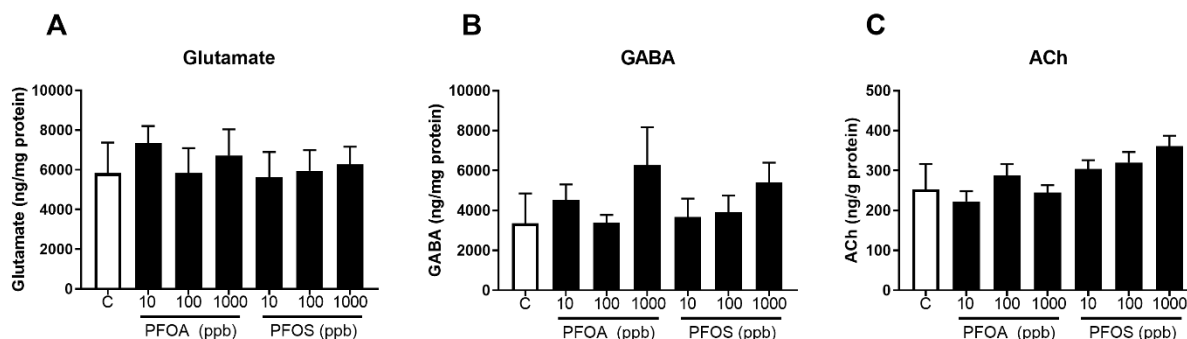 A
Glutamate
Glutamate (ng/mg protein)
10000
8000
6000
4000
2000
0
C 10 100 1000 10 100 1000
PFOA (ppb) PFOS (ppb)
B
GABA
GABA (ng/mg protein)
10000
8000
6000
4000
2000
0
C 10 100 1000 10 100 1000
PFOA (ppb) PFOS (ppb)
C
ACh
ACh (ng/g protein)
500
400
300
200
100
0
C 10 100 1000 10 100 1000
PFOA (ppb) PFOS (ppb)